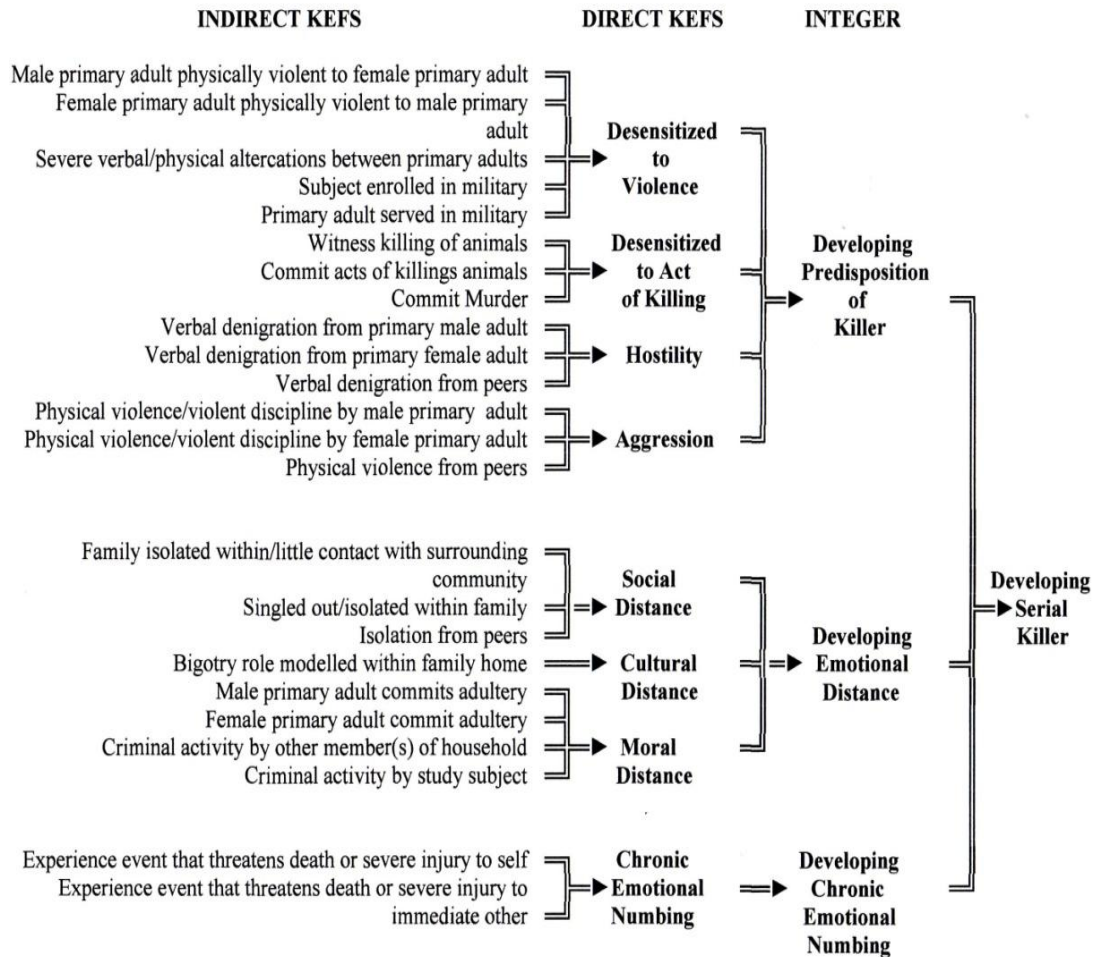 INDIRECT KEFS
DIRECT KEFS
INTEGER
Male primary adult physically violent to female primary adult
Female primary adult physically violent to male primary
adult
Severe verbal/physical altercations between primary adults
Subject enrolled in military
Primary adult served in military
Desensitized
to
Violence
Witness killing of animals
Commit acts of killings animals
Commit Murder
Desensitized
to Act
of Killing
Verbal denigration from primary male adult
Verbal denigration from primary female adult
Verbal denigration from peers
Hostility
Physical violence/violent discipline by male primary adult
Physical violence/violent discipline by female primary adult
Physical violence from peers
Aggression
Developing
Predisposition
of
Killer
Family isolated within/little contact with surrounding
community
Singled out/isolated within family
Isolation from peers
Social
Distance
Bigotry role modelled within family home
Cultural
Distance
Male primary adult commits adultery
Female primary adult commit adultery
Criminal activity by other member(s) of household
Criminal activity by study subject
Moral
Distance
Developing
Emotional
Distance
Experience event that threatens death or severe injury to self
Experience event that threatens death or severe injury to
immediate other
Chronic
Emotional
Numbing
Developing
Chronic
Emotional
Numbing
Developing
Serial
Killer